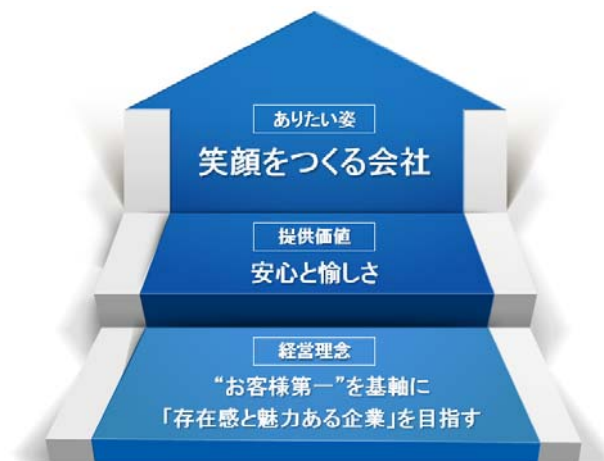 ありたい姿
笑顔をつくる会社
提供価値
安心と愉しさ
経営理念
“お客様第一”を基軸に
「存在感と魅力ある企業」を目指す